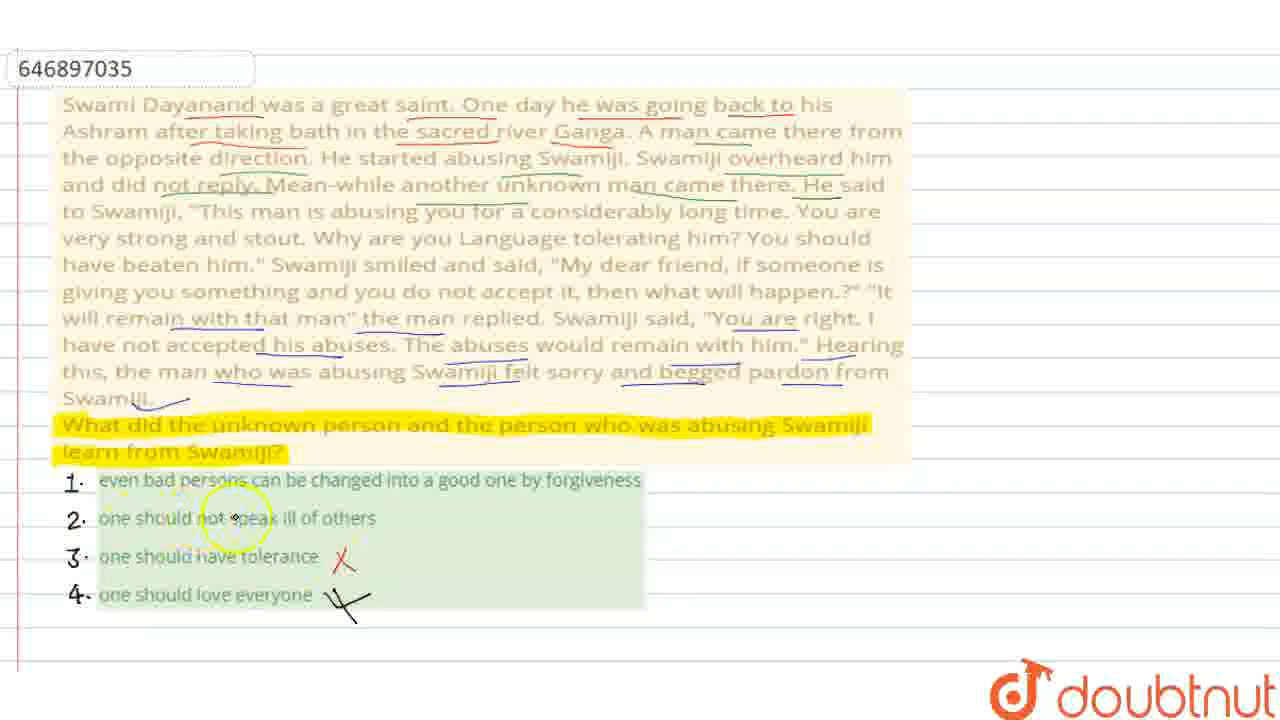 646897035
Swami Dayanand was a great saint. One day he was going back to his
Ashram after taking bath in the sacred river Ganga. A man came there from
the opposite direction. He started abusing Swamiji. Swamiji overheard him
and did not reply. Mean-while another unknown man came there. He said
to Swamiji, "This man is abusing you for a considerably long time. You are
very strong and stout. Why are you Language tolerating him? You should
have beaten him." Swamiji smiled and said, "My dear friend, if someone is
giving you something and you do not accept it, then what will happen.?" "It
will remain with that man" the man replied. Swamiji said, "You are right. I
have not accepted his abuses. The abuses would remain with him." Hearing
this, the man who was abusing Swamiji felt sorry and begged pardon from
Swamiji.
What did the unknown person and the person who was abusing Swamiji
learn from Swamiji?
1. even bad persons can be changed into a good one by forgiveness
2. one should not speak ill of others
3. one should have tolerance
4. one should love everyone
doubtnut